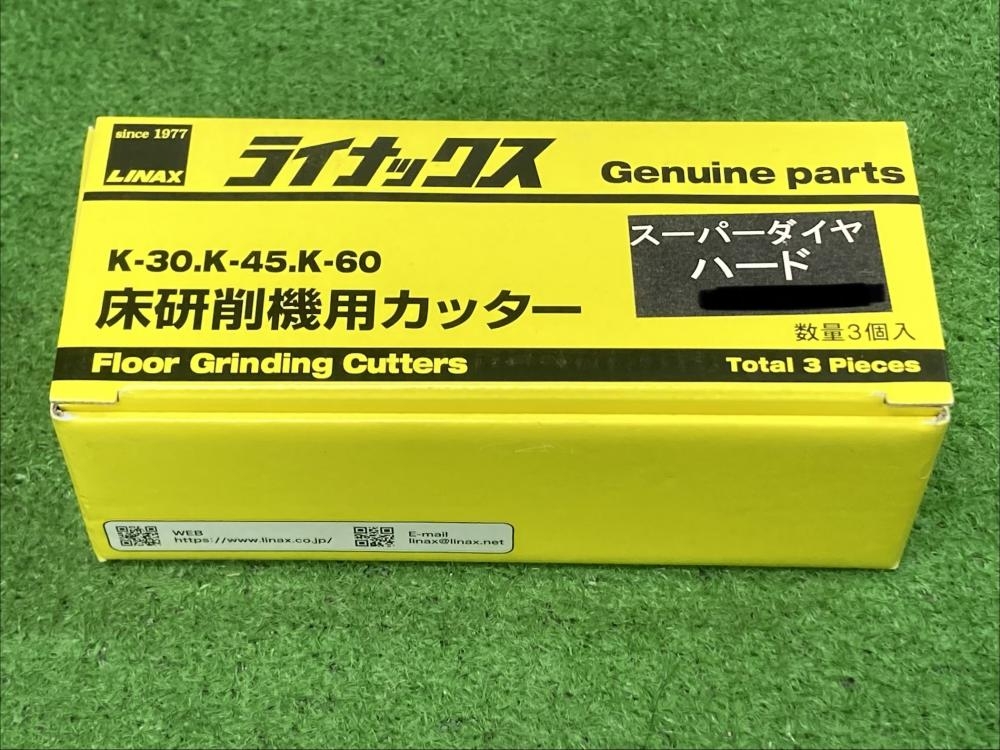 since 1977
LINAX
ライナックス
Genuine parts
K-30.K-45.K-60
床研削機用カッター
スーパーダイヤ
ハード
数量3個入
Floor Grinding Cutters
Total 3 Pieces
WEB
https://www.linax.co.jp/
E-mail
linax@linax.net